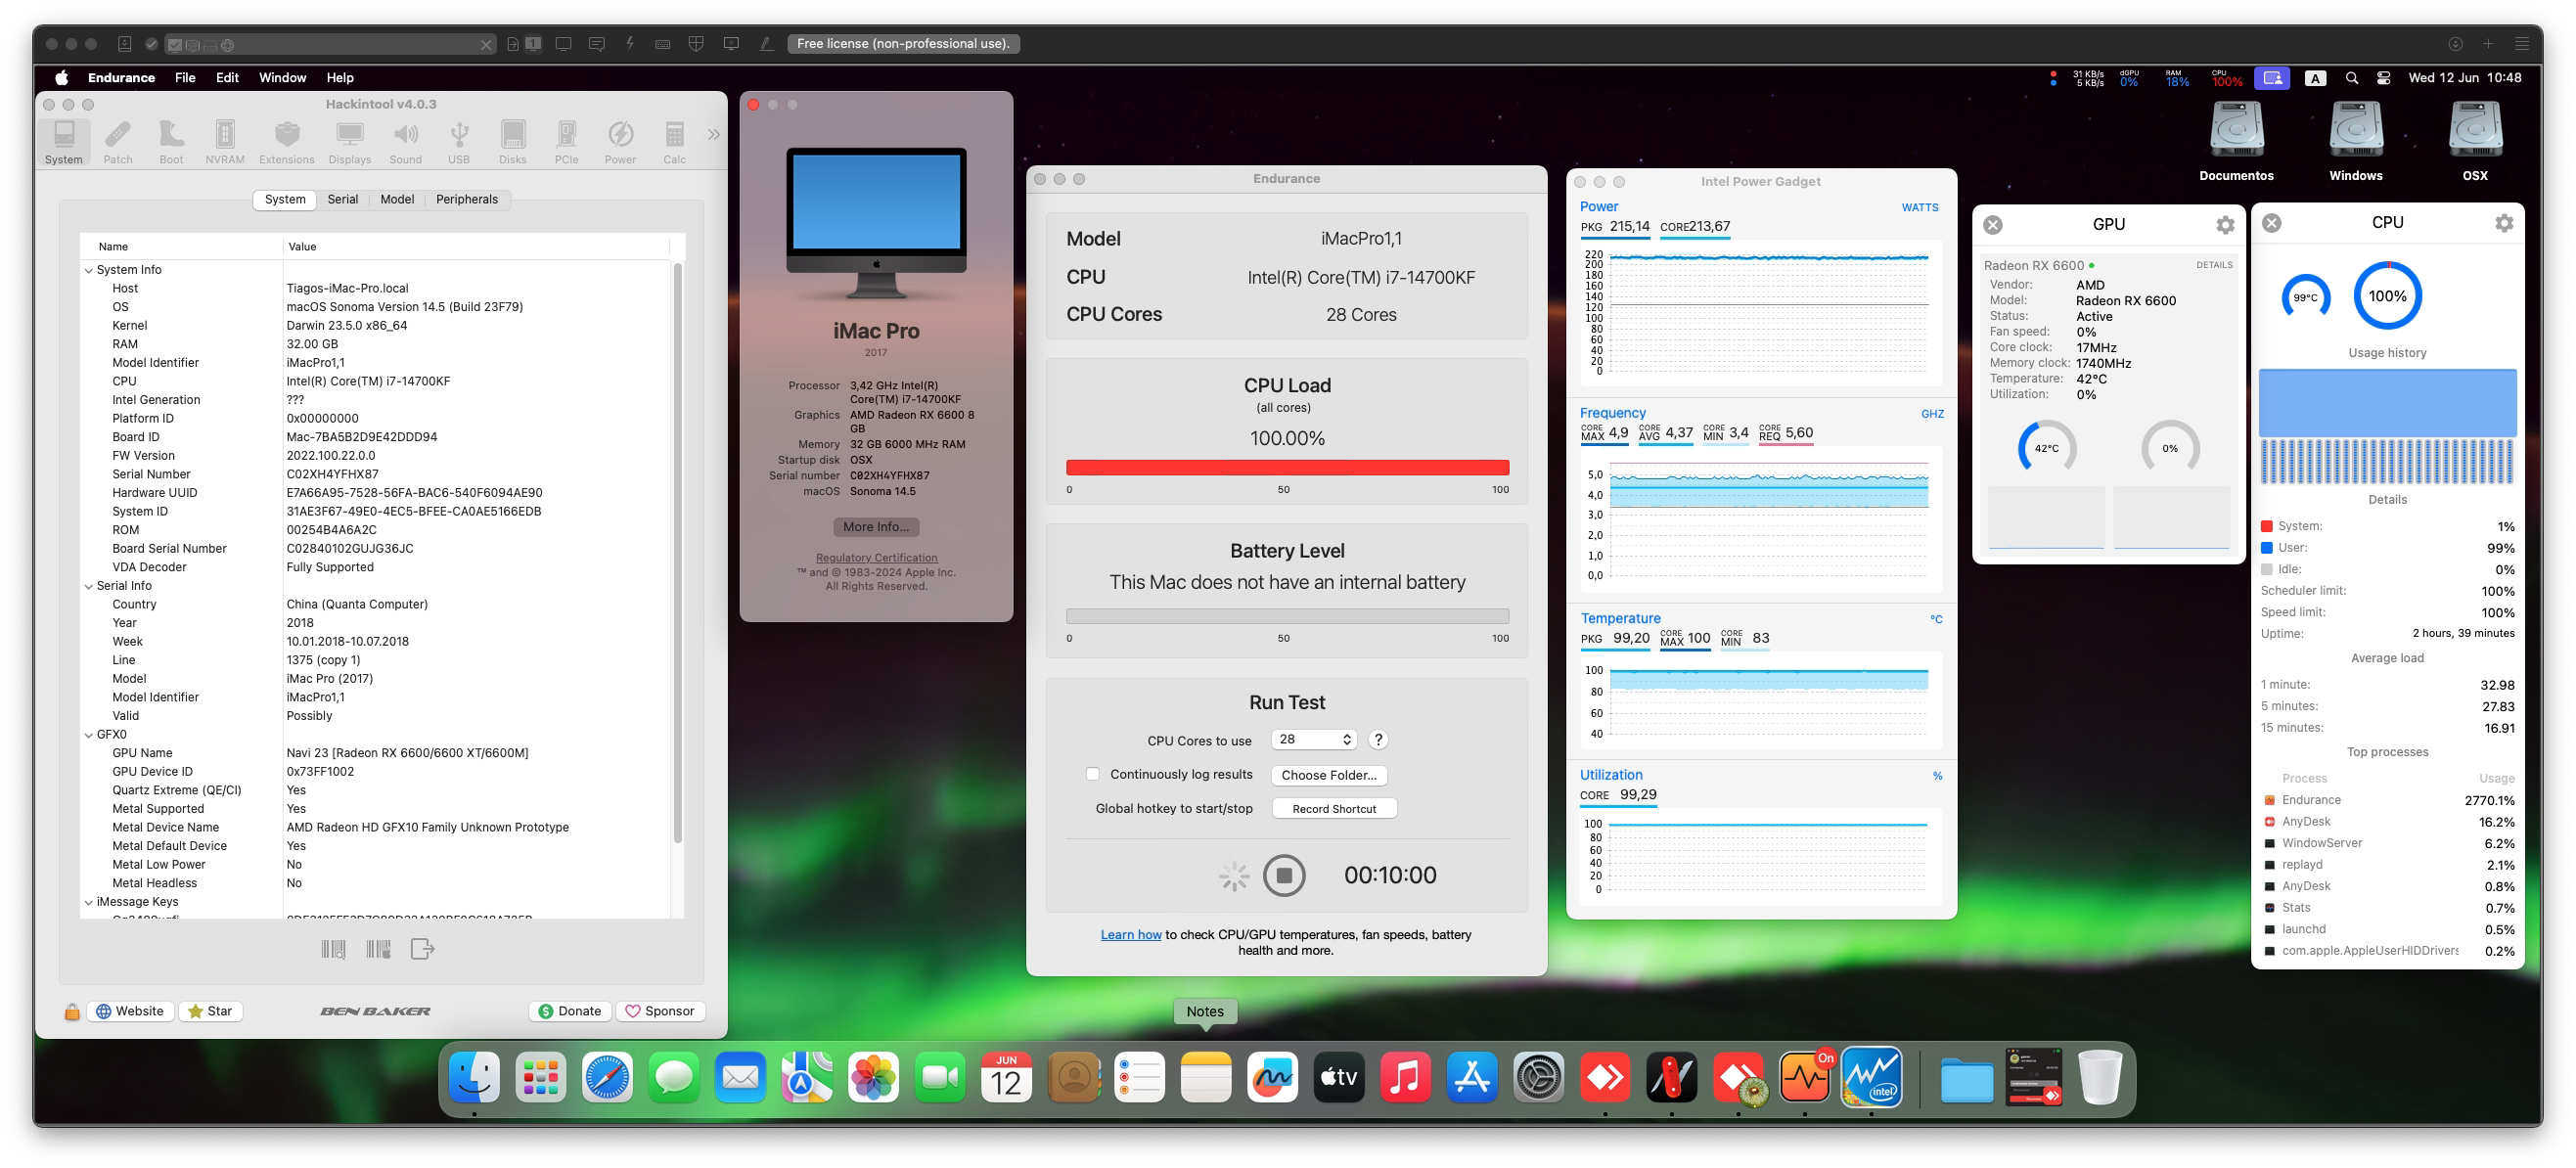 Free license (non-professional use).
Endurance File Edit Window Help
31 KB/s
5 KB/s
dGPU
0%
RAM
18%
CPU
100%
A
Wed 12 Jun 10:48
Hackintool v4.0.3
System Patch Boot NVRAM Extensions Displays Sound USB Disks PCIe Power Calc
System Serial Model Peripherals
Name Value
System Info
Host Tiagos-iMac-Pro.local
OS macOS Sonoma Version 14.5 (Build 23F79)
Kernel Darwin 23.5.0 x86_64
RAM 32.00 GB
Model Identifier iMacPro1,1
CPU Intel(R) Core(TM) i7-14700KF
Intel Generation ???
Platform ID 0x00000000
Board ID Mac-7BA5B2D9E42DDD94
FW Version 2022.100.22.0.0
Serial Number C02XH4YFHX87
Hardware UUID E7A66A95-7528-56FA-BAC6-540F6094AE90
System ID 31AE3F67-49E0-4EC5-BFEE-CA0AE5166EDB
ROM 00254B4A6A2C
Board Serial Number C02840102GUJG36JC
VDA Decoder Fully Supported
Serial Info
Country China (Quanta Computer)
Year 2018
Week 10.01.2018-10.07.2018
Line 1375 (copy 1)
Model iMac Pro (2017)
Model Identifier iMacPro1,1
Valid Possibly
GFX0
GPU Name Navi 23 [Radeon RX 6600/6600 XT/6600M]
GPU Device ID 0x73FF1002
Quartz Extreme (QE/CI) Yes
Metal Supported Yes
Metal Device Name AMD Radeon HD GFX10 Family Unknown Prototype
Metal Default Device Yes
Metal Low Power No
Metal Headless No
iMessage Keys
Website Star BEN BAKER Donate Sponsor
iMac Pro
2017
Processor 3,42 GHz Intel(R)
Core(TM) i7-14700KF
Graphics AMD Radeon RX 6600 8
GB
Memory 32 GB 6000 MHz RAM
Startup disk OSX
Serial number C02XH4YFHX87
macOS Sonoma 14.5
More Info...
Regulatory Certification
™ and © 1983-2024 Apple Inc.
All Rights Reserved.
Endurance
Model iMacPro1,1
CPU Intel(R) Core(TM) i7-14700KF
CPU Cores 28 Cores
CPU Load
(all cores)
100.00%
0 50 100
Battery Level
This Mac does not have an internal battery
0 50 100
Run Test
CPU Cores to use 28 ?
Continuously log results Choose Folder...
Global hotkey to start/stop Record Shortcut
00:10:00
Learn how to check CPU/GPU temperatures, fan speeds, battery
health and more.
Intel Power Gadget
Power WATTS
PKG 215,14 CORE 213,67
220
200
180
160
140
120
100
80
60
40
20
0
Frequency GHZ
CORE MAX 4,9 CORE AVG 4,37 CORE MIN 3,4 CORE REQ 5,60
5,0
4,0
3,0
2,0
1,0
0,0
Temperature °C
PKG 99,20 CORE MAX 100 CORE MIN 83
100
80
60
40
Utilization %
CORE 99,29
100
80
60
40
20
0
Documentos Windows OSX
GPU
Radeon RX 6600 DETAILS
Vendor: AMD
Model: Radeon RX 6600
Status: Active
Fan speed: 0%
Core clock: 17MHz
Memory clock: 1740MHz
Temperature: 42°C
Utilization: 0%
42°C 0%
CPU
99°C 100%
Usage history
Details
System: 1%
User: 99%
Idle: 0%
Scheduler limit: 100%
Speed limit: 100%
Uptime: 2 hours, 39 minutes
Average load
1 minute: 32.98
5 minutes: 27.83
15 minutes: 16.91
Top processes
Process Usage
Endurance 2770.1%
AnyDesk 16.2%
WindowServer 6.2%
replayd 2.1%
AnyDesk 0.8%
Stats 0.7%
launchd 0.5%
com.apple.AppleUserHIDDrivers 0.2%
Notes
JUN
12
tv
On
intel